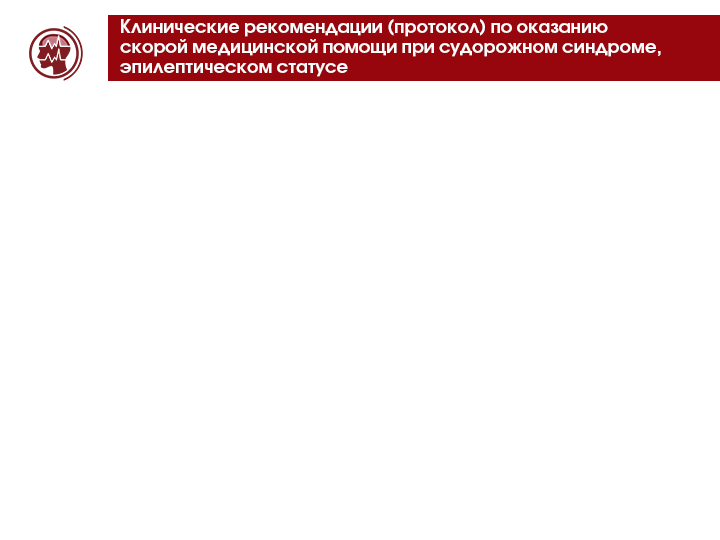 Клинические рекомендации (протокол) по оказанию
скорой медицинской помощи при судорожном синдроме,
эпилептическом статусе